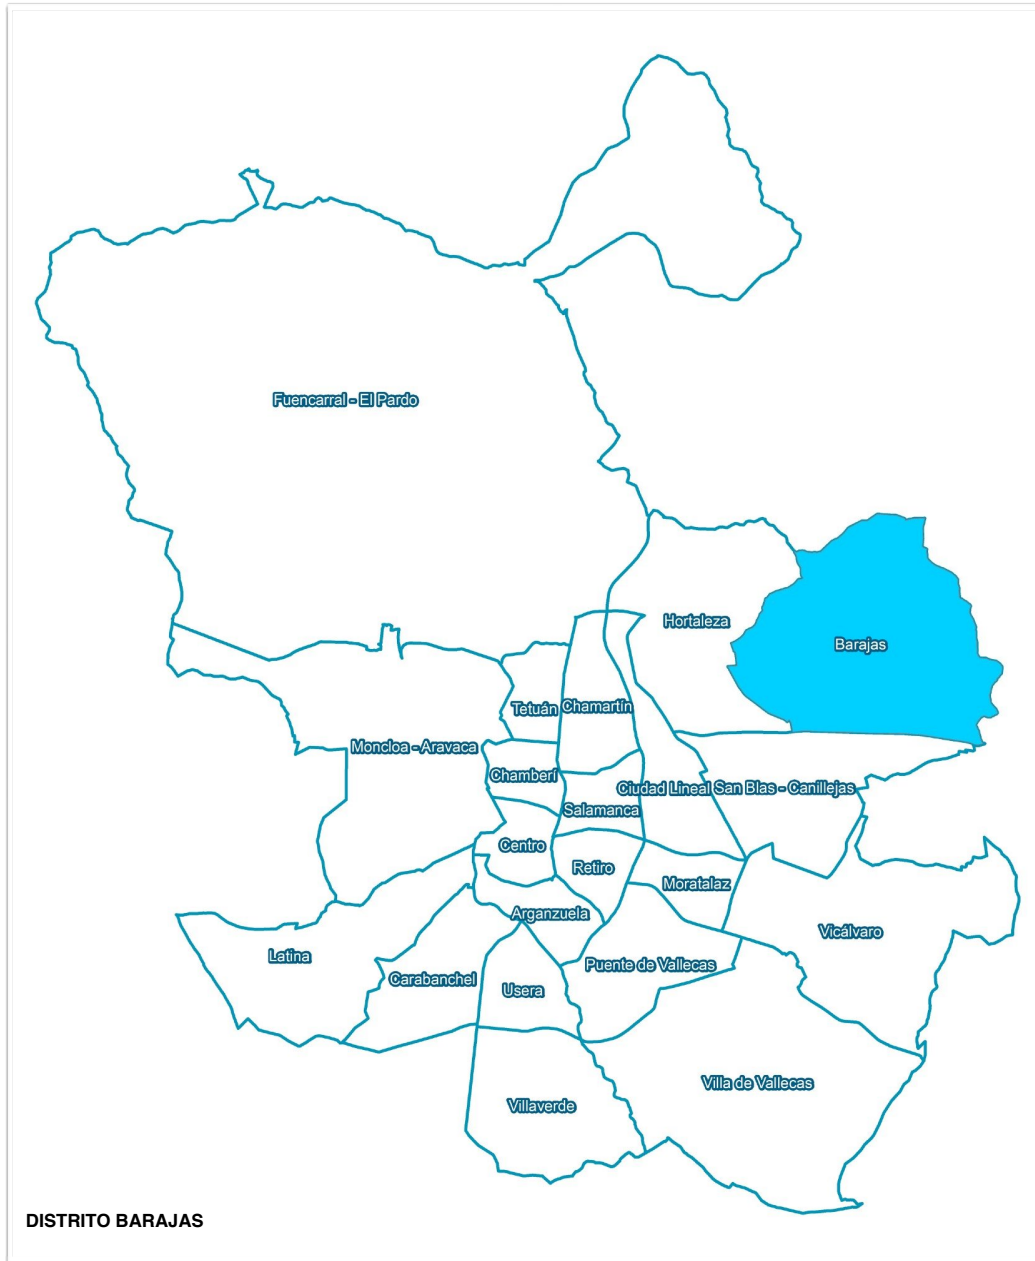 Fuencarral - El Pardo
Hortaleza
Barajas
Tetuán
Chamartín
Moncloa - Aravaca
Chamberí
Ciudad Lineal
San Blas - Canillejas
Salamanca
Centro
Retiro
Moratalaz
Arganzuela
Vicálvaro
Latina
Puente de Vallecas
Carabanchel
Usera
Villa de Vallecas
Villaverde
DISTRITO BARAJAS